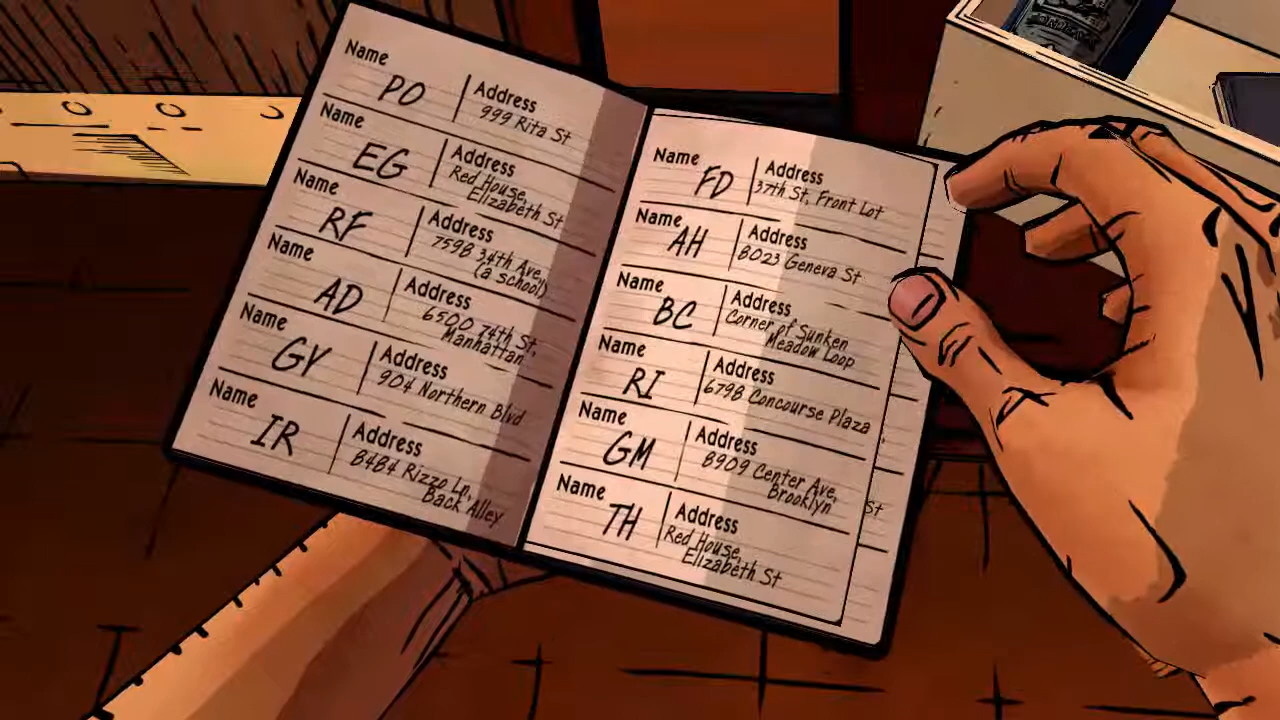 Name
PO
Address
999 Rita St
Name
EG
Address
Red House,
Elizabeth St
Name
RF
Address
7598 34th Ave,
(a school)
Name
AD
Address
6500 74th St,
Manhattan
Name
GY
Address
904 Northern Blvd
Name
IR
Address
8484 Rizzo Ln,
Back Alley
Name
FD
Address
37th St, Front Lot
Name
AH
Address
8023 Geneva St
Name
BC
Address
Corner of Sunken
Meadow Loop
Name
RI
Address
6798 Concourse Plaza
Name
GM
Address
8909 Center Ave,
Brooklyn
Name
TH
Address
Red House,
Elizabeth St
St